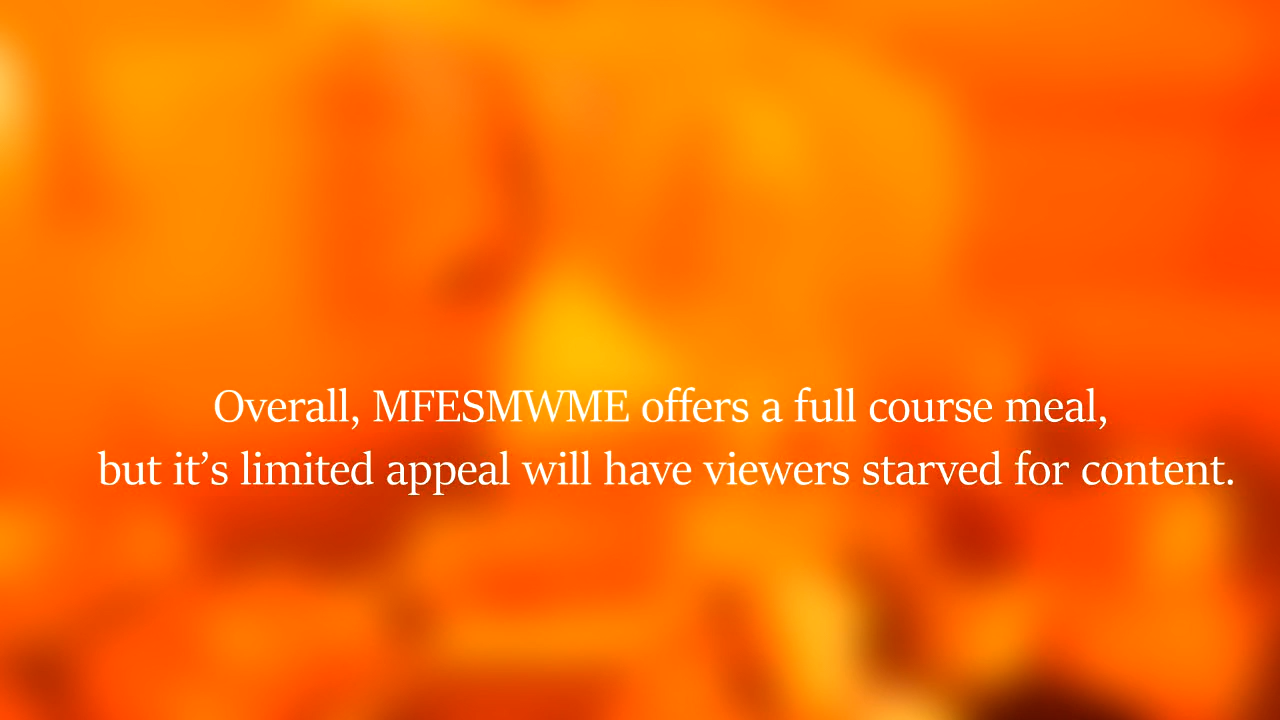 Overall, MFESMWME offers a full course meal,
but it’s limited appeal will have viewers starved for content.